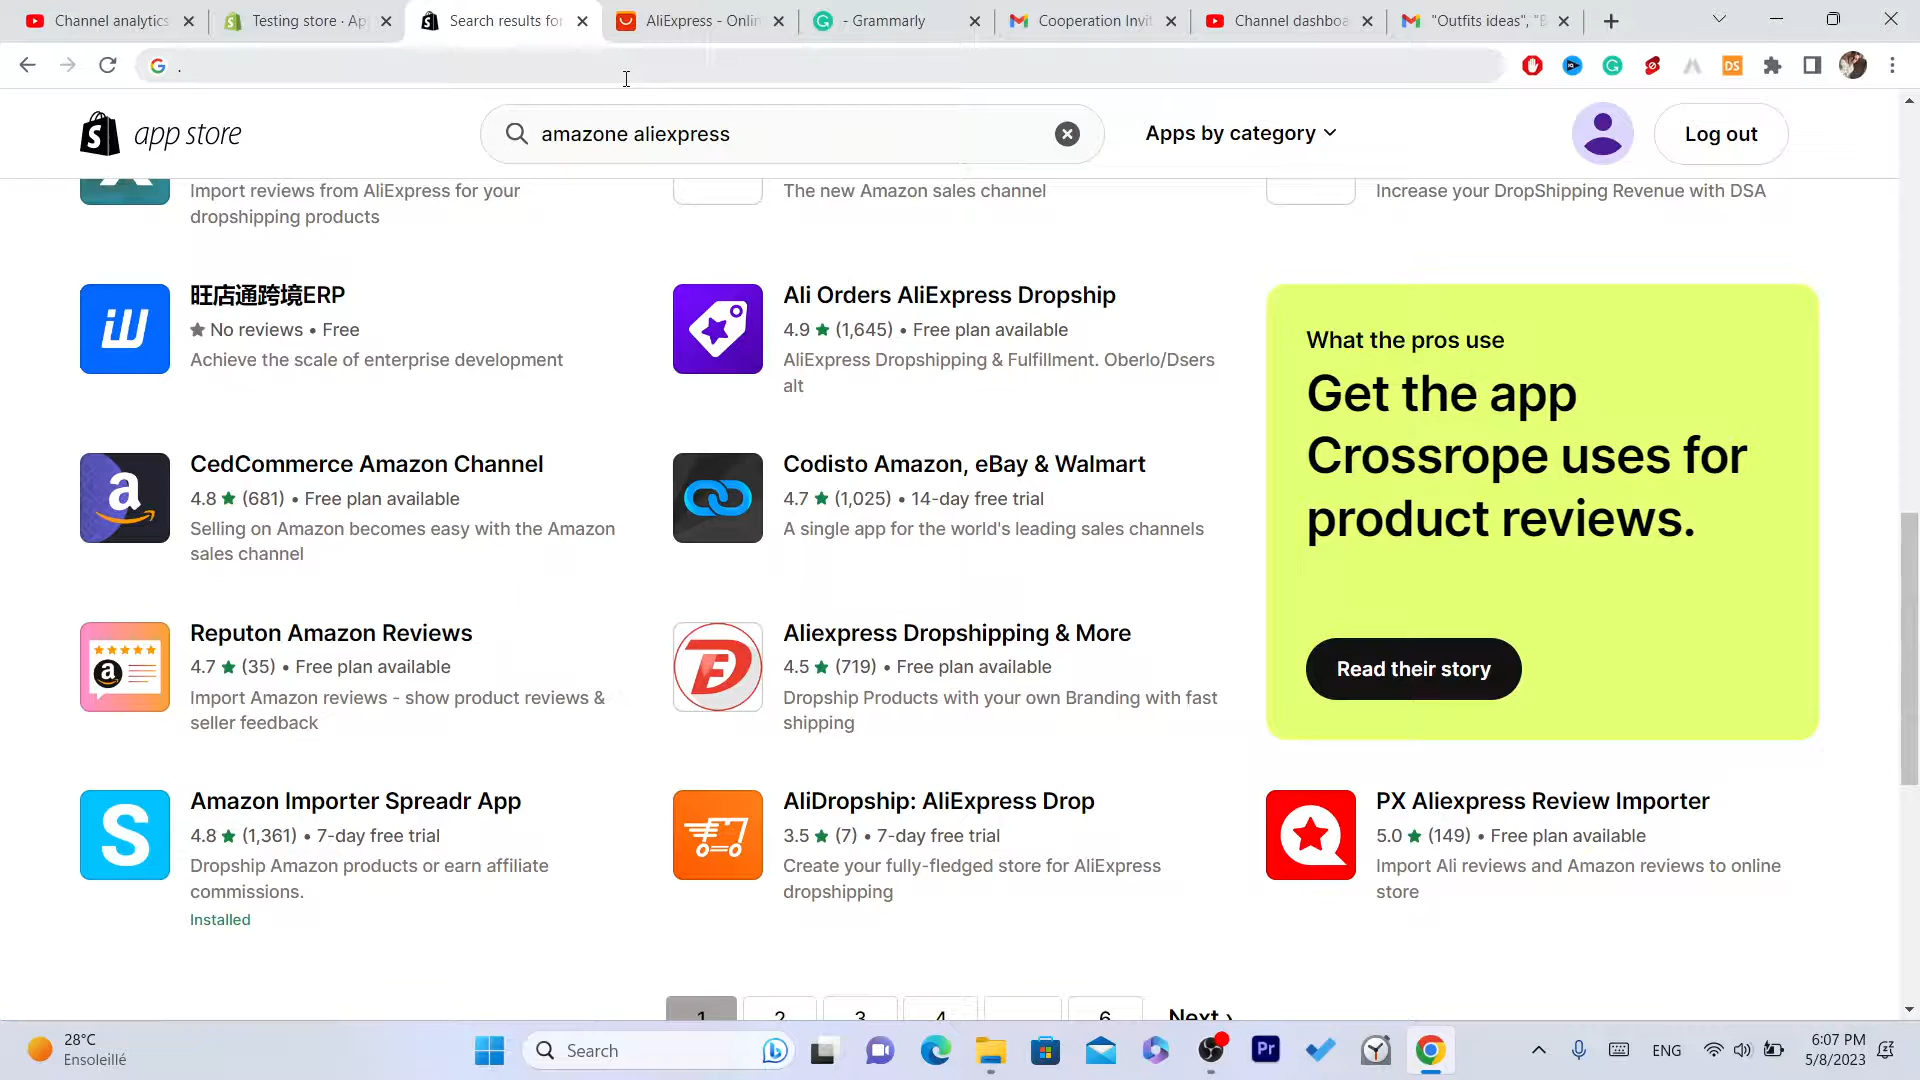 Channel analytics
Testing store · Ap
Search results for
AliExpress - Onlin
- Grammarly
Cooperation Invit
Channel dashboa
"Outfits ideas", "B
.
DS
app store
amazone aliexpress
Apps by category
Log out
Import reviews from AliExpress for your
dropshipping products
The new Amazon sales channel
Increase your DropShipping Revenue with DSA
旺店通跨境ERP
No reviews • Free
Achieve the scale of enterprise development
Ali Orders AliExpress Dropship
4.9 ★ (1,645) • Free plan available
AliExpress Dropshipping & Fulfillment. Oberlo/Dsers
alt
What the pros use
Get the app
Crossrope uses for
product reviews.
Read their story
CedCommerce Amazon Channel
4.8 ★ (681) • Free plan available
Selling on Amazon becomes easy with the Amazon
sales channel
Codisto Amazon, eBay & Walmart
4.7 ★ (1,025) • 14-day free trial
A single app for the world's leading sales channels
Reputon Amazon Reviews
4.7 ★ (35) • Free plan available
Import Amazon reviews - show product reviews &
seller feedback
Aliexpress Dropshipping & More
4.5 ★ (719) • Free plan available
Dropship Products with your own Branding with fast
shipping
Amazon Importer Spreadr App
4.8 ★ (1,361) • 7-day free trial
Dropship Amazon products or earn affiliate
commissions.
Installed
AliDropship: AliExpress Drop
3.5 ★ (7) • 7-day free trial
Create your fully-fledged store for AliExpress
dropshipping
PX Aliexpress Review Importer
5.0 ★ (149) • Free plan available
Import Ali reviews and Amazon reviews to online
store
1 2 3 4 6 Next ›
28°C
Ensoleillé
Search
Pr
ENG
6:07 PM
5/8/2023